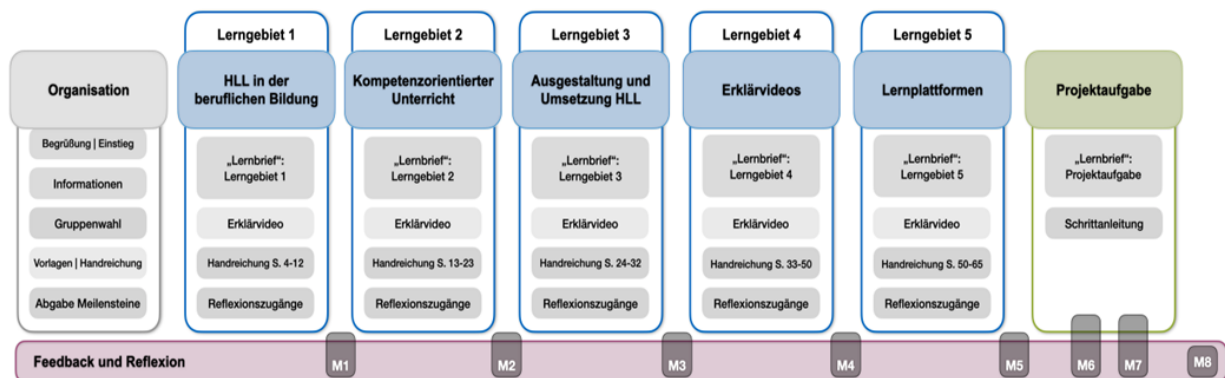 Organisation
Begrüßung | Einstieg
Informationen
Gruppenwahl
Vorlagen | Handreichung
Abgabe Meilensteine
Lerngebiet 1
HLL in der
beruflichen Bildung
„Lernbrief“:
Lerngebiet 1
Erklärvideo
Handreichung S. 4-12
Reflexionszugänge
Lerngebiet 2
Kompetenzorientierter
Unterricht
„Lernbrief“:
Lerngebiet 2
Erklärvideo
Handreichung S. 13-23
Reflexionszugänge
Lerngebiet 3
Ausgestaltung und
Umsetzung HLL
„Lernbrief“:
Lerngebiet 3
Erklärvideo
Handreichung S. 24-32
Reflexionszugänge
Lerngebiet 4
Erklärvideos
„Lernbrief“:
Lerngebiet 4
Erklärvideo
Handreichung S. 33-50
Reflexionszugänge
Lerngebiet 5
Lernplattformen
„Lernbrief“:
Lerngebiet 5
Erklärvideo
Handreichung S. 50-65
Reflexionszugänge
Projektaufgabe
„Lernbrief“:
Projektaufgabe
Schrittanleitung
Feedback und Reflexion
M1
M2
M3
M4
M5
M6
M7
M8